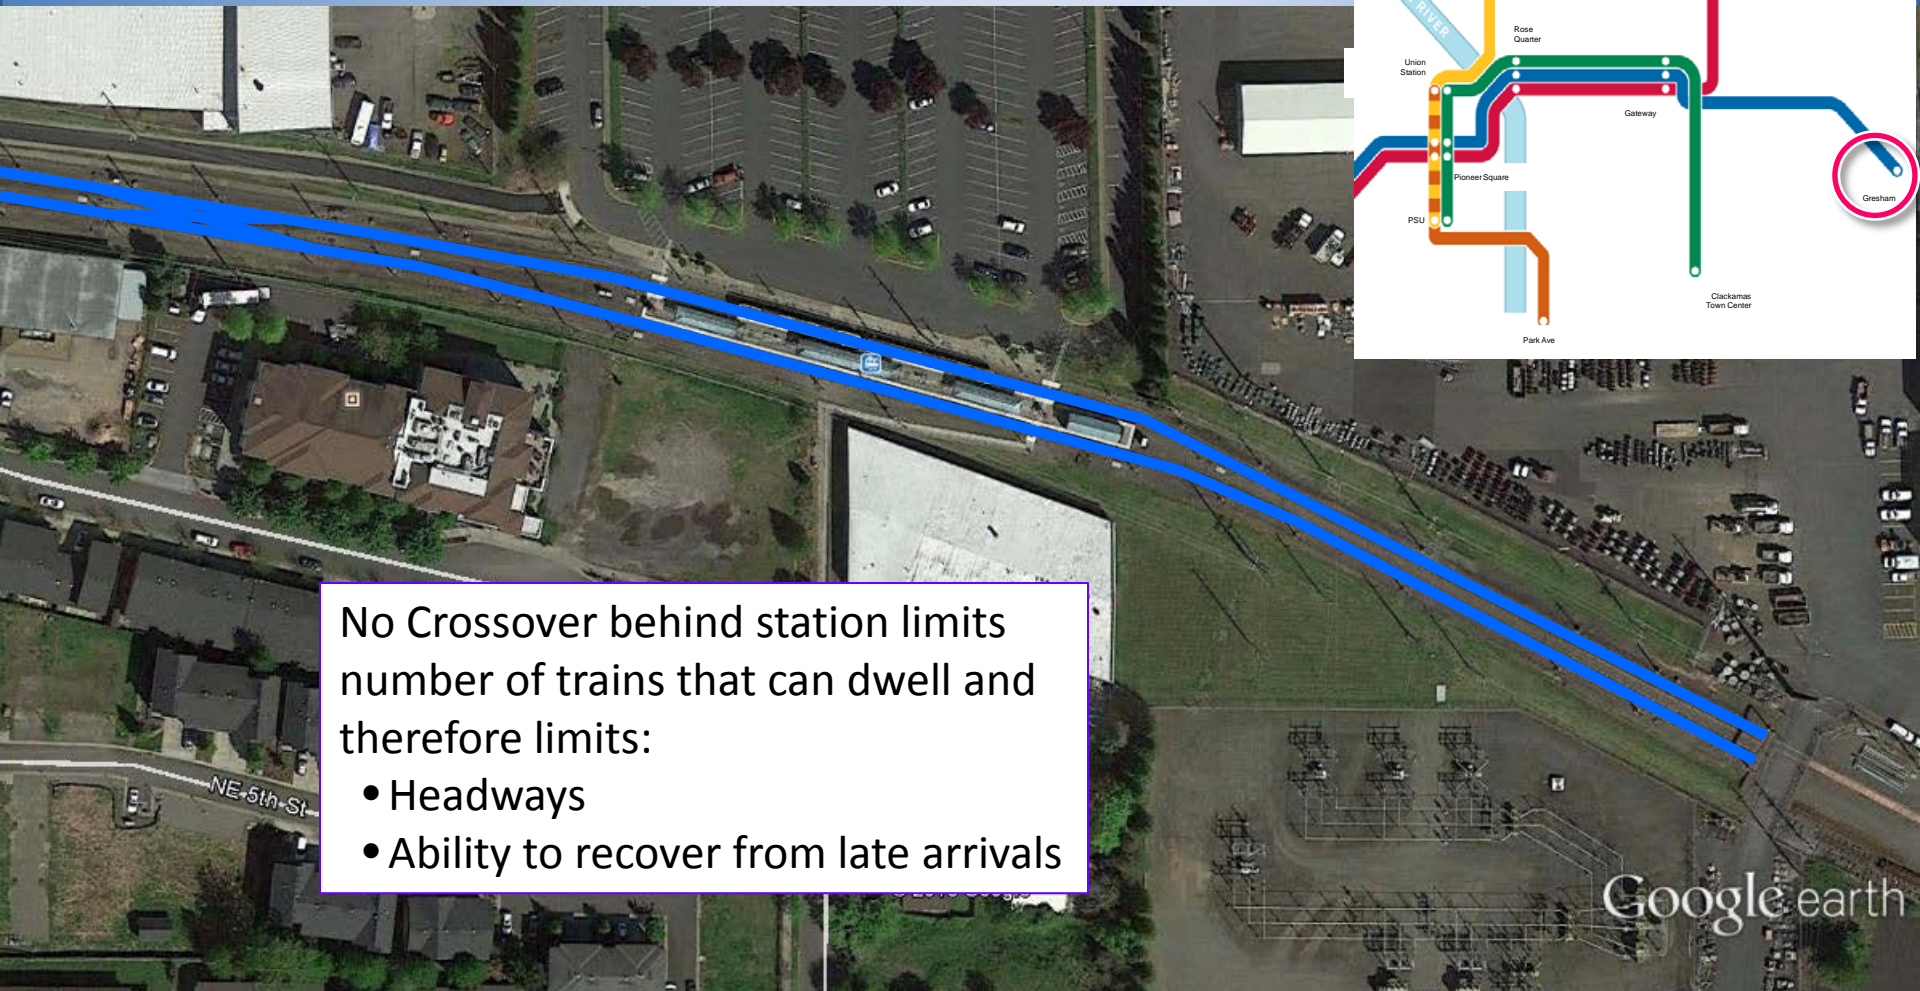 RIVER
Rose
Quarter
Union
Station
Gateway
Pioneer Square
Gresham
PSU
Clackamas
Town Center
Park Ave
No Crossover behind station limits
number of trains that can dwell and
therefore limits:
• Headways
• Ability to recover from late arrivals
NE 5th St
Google earth